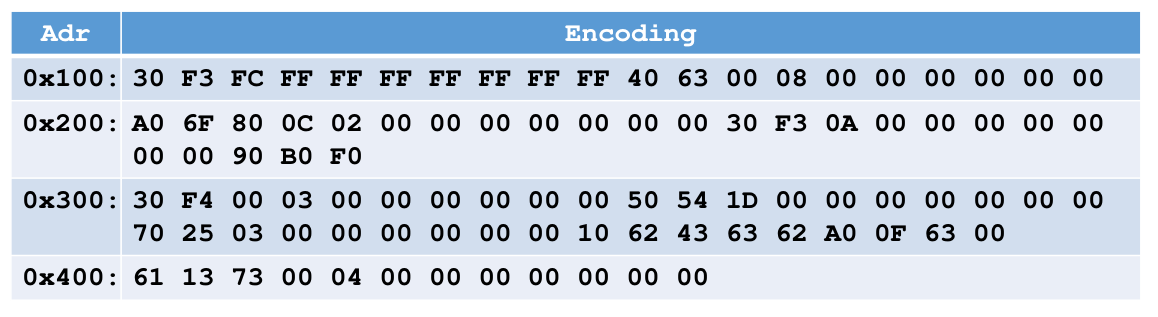 Adr Encoding
0x100: 30 F3 FC FF FF FF FF FF FF FF 40 63 00 08 00 00 00 00 00 00
0x200: A0 6F 80 0C 02 00 00 00 00 00 00 00 30 F3 0A 00 00 00 00 00
00 00 90 B0 F0
0x300: 30 F4 00 03 00 00 00 00 00 00 50 54 1D 00 00 00 00 00 00 00
70 25 03 00 00 00 00 00 00 10 62 43 63 62 A0 0F 63 00
0x400: 61 13 73 00 04 00 00 00 00 00 00 00